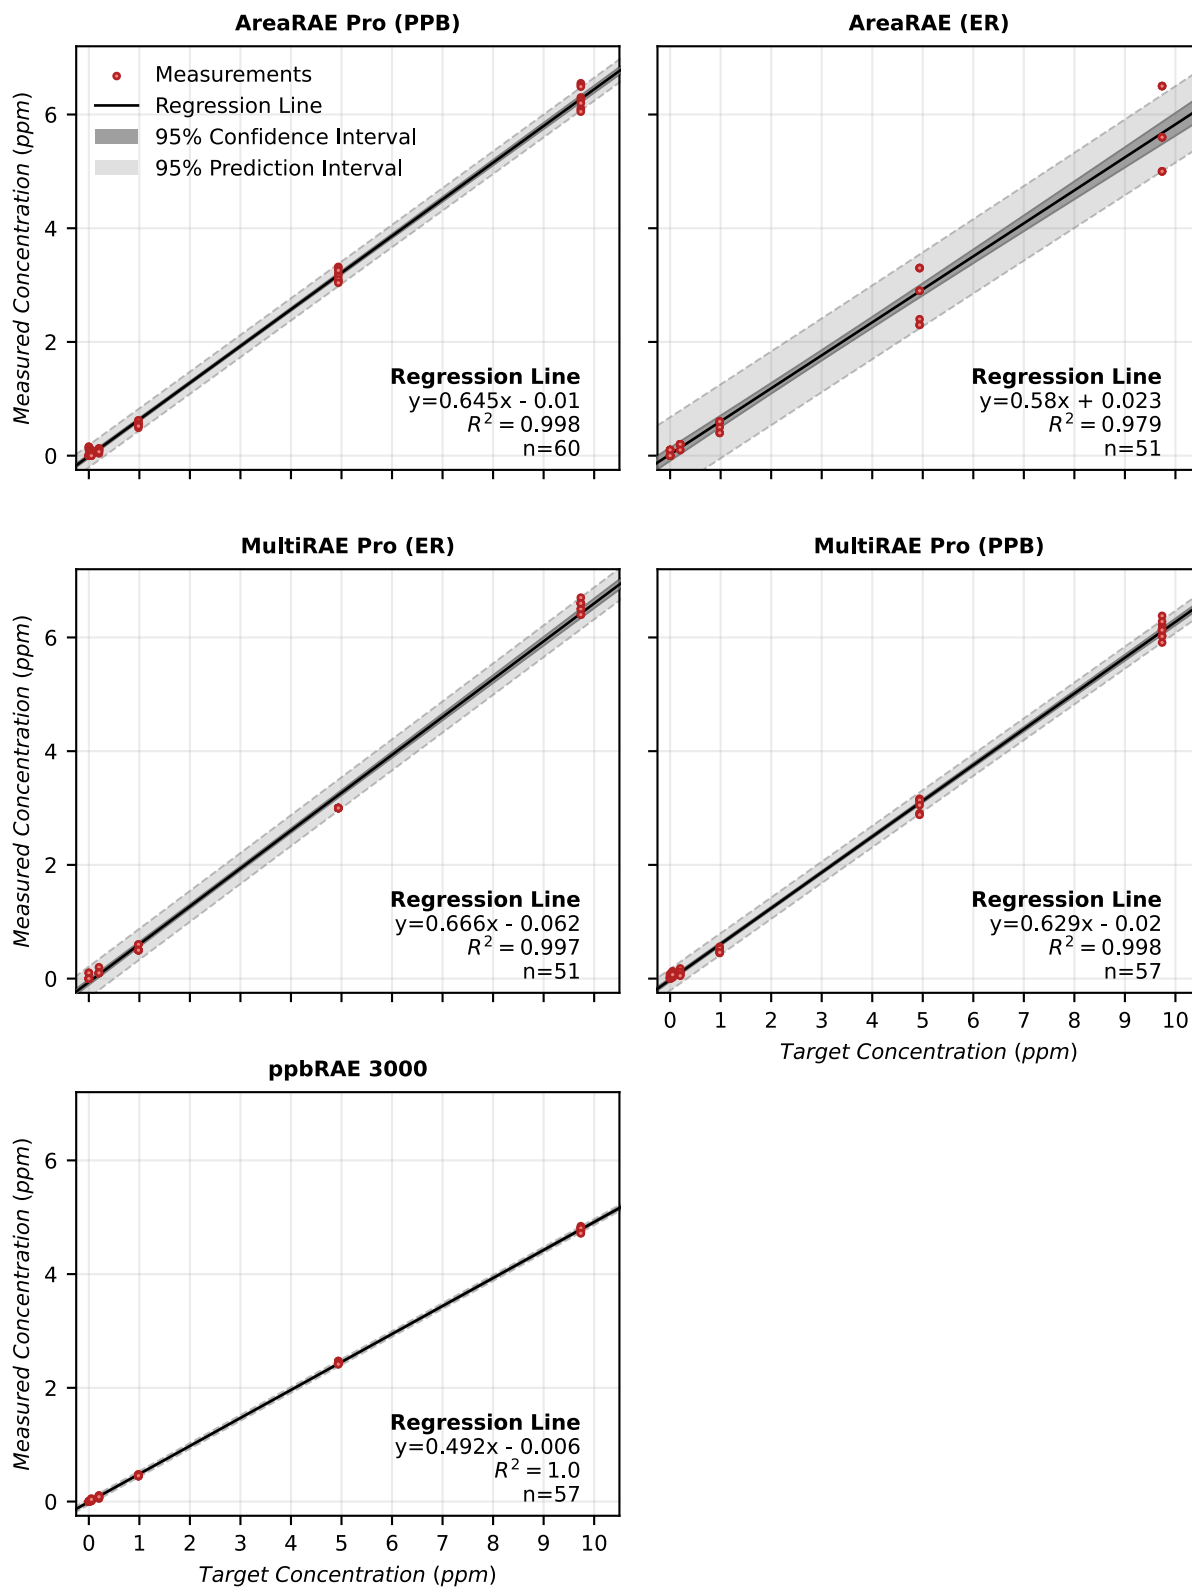 AreaRAE Pro (PPB)
Measurements
Regression Line
95% Confidence Interval
95% Prediction Interval
Measured Concentration (ppm)
6
4
2
0
Regression Line
y=0.645x - 0.01
R² = 0.998
n=60
AreaRAE (ER)
Regression Line
y=0.58x + 0.023
R² = 0.979
n=51
MultiRAE Pro (ER)
Measured Concentration (ppm)
6
4
2
0
Regression Line
y=0.666x - 0.062
R² = 0.997
n=51
MultiRAE Pro (PPB)
Regression Line
y=0.629x - 0.02
R² = 0.998
n=57
0 1 2 3 4 5 6 7 8 9 10
Target Concentration (ppm)
ppbRAE 3000
Measured Concentration (ppm)
6
4
2
0
Regression Line
y=0.492x - 0.006
R² = 1.0
n=57
0 1 2 3 4 5 6 7 8 9 10
Target Concentration (ppm)